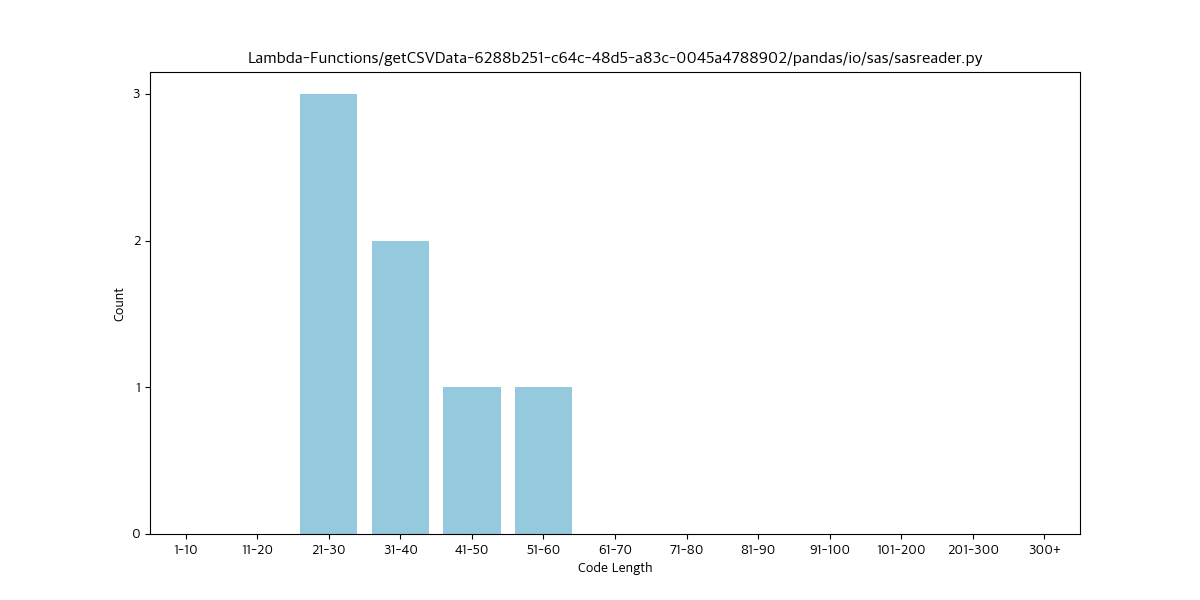 Lambda-Functions/getCSVData-6288b251-c64c-48d5-a83c-0045a4788902/pandas/io/sas/sasreader.py
3
2
1
0
Count
1-10 11-20 21-30 31-40 41-50 51-60 61-70 71-80 81-90 91-100 101-200 201-300 300+
Code Length